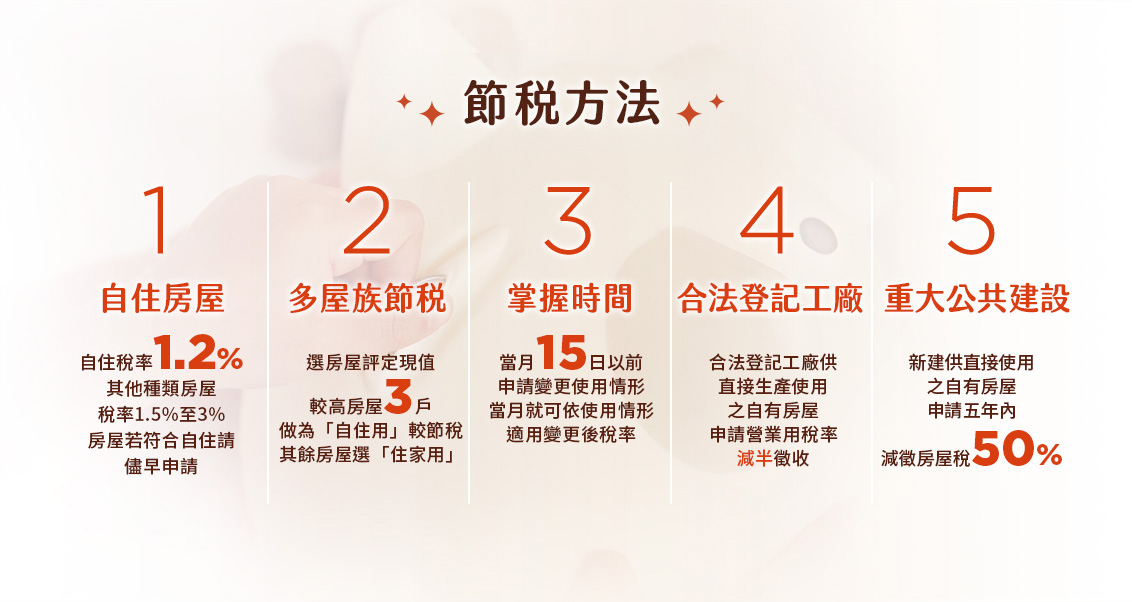 節税方法
1
自住房屋
自住稅率1.2%
其他種類房屋
稅率1.5%至3%
房屋若符合自住請
儘早申請
2
多屋族節税
選房屋評定現值
較高房屋3戶
做為「自住用」較節稅
其餘房屋選「住家用」
3
掌握時間
當月15日以前
申請變更使用情形
當月就可依使用情形
適用變更後稅率
4
合法登記工廠
合法登記工廠供
直接生產使用
之自有房屋
申請營業用稅率
減半徵收
5
重大公共建設
新建供直接使用
之自有房屋
申請五年內
減徵房屋稅50%